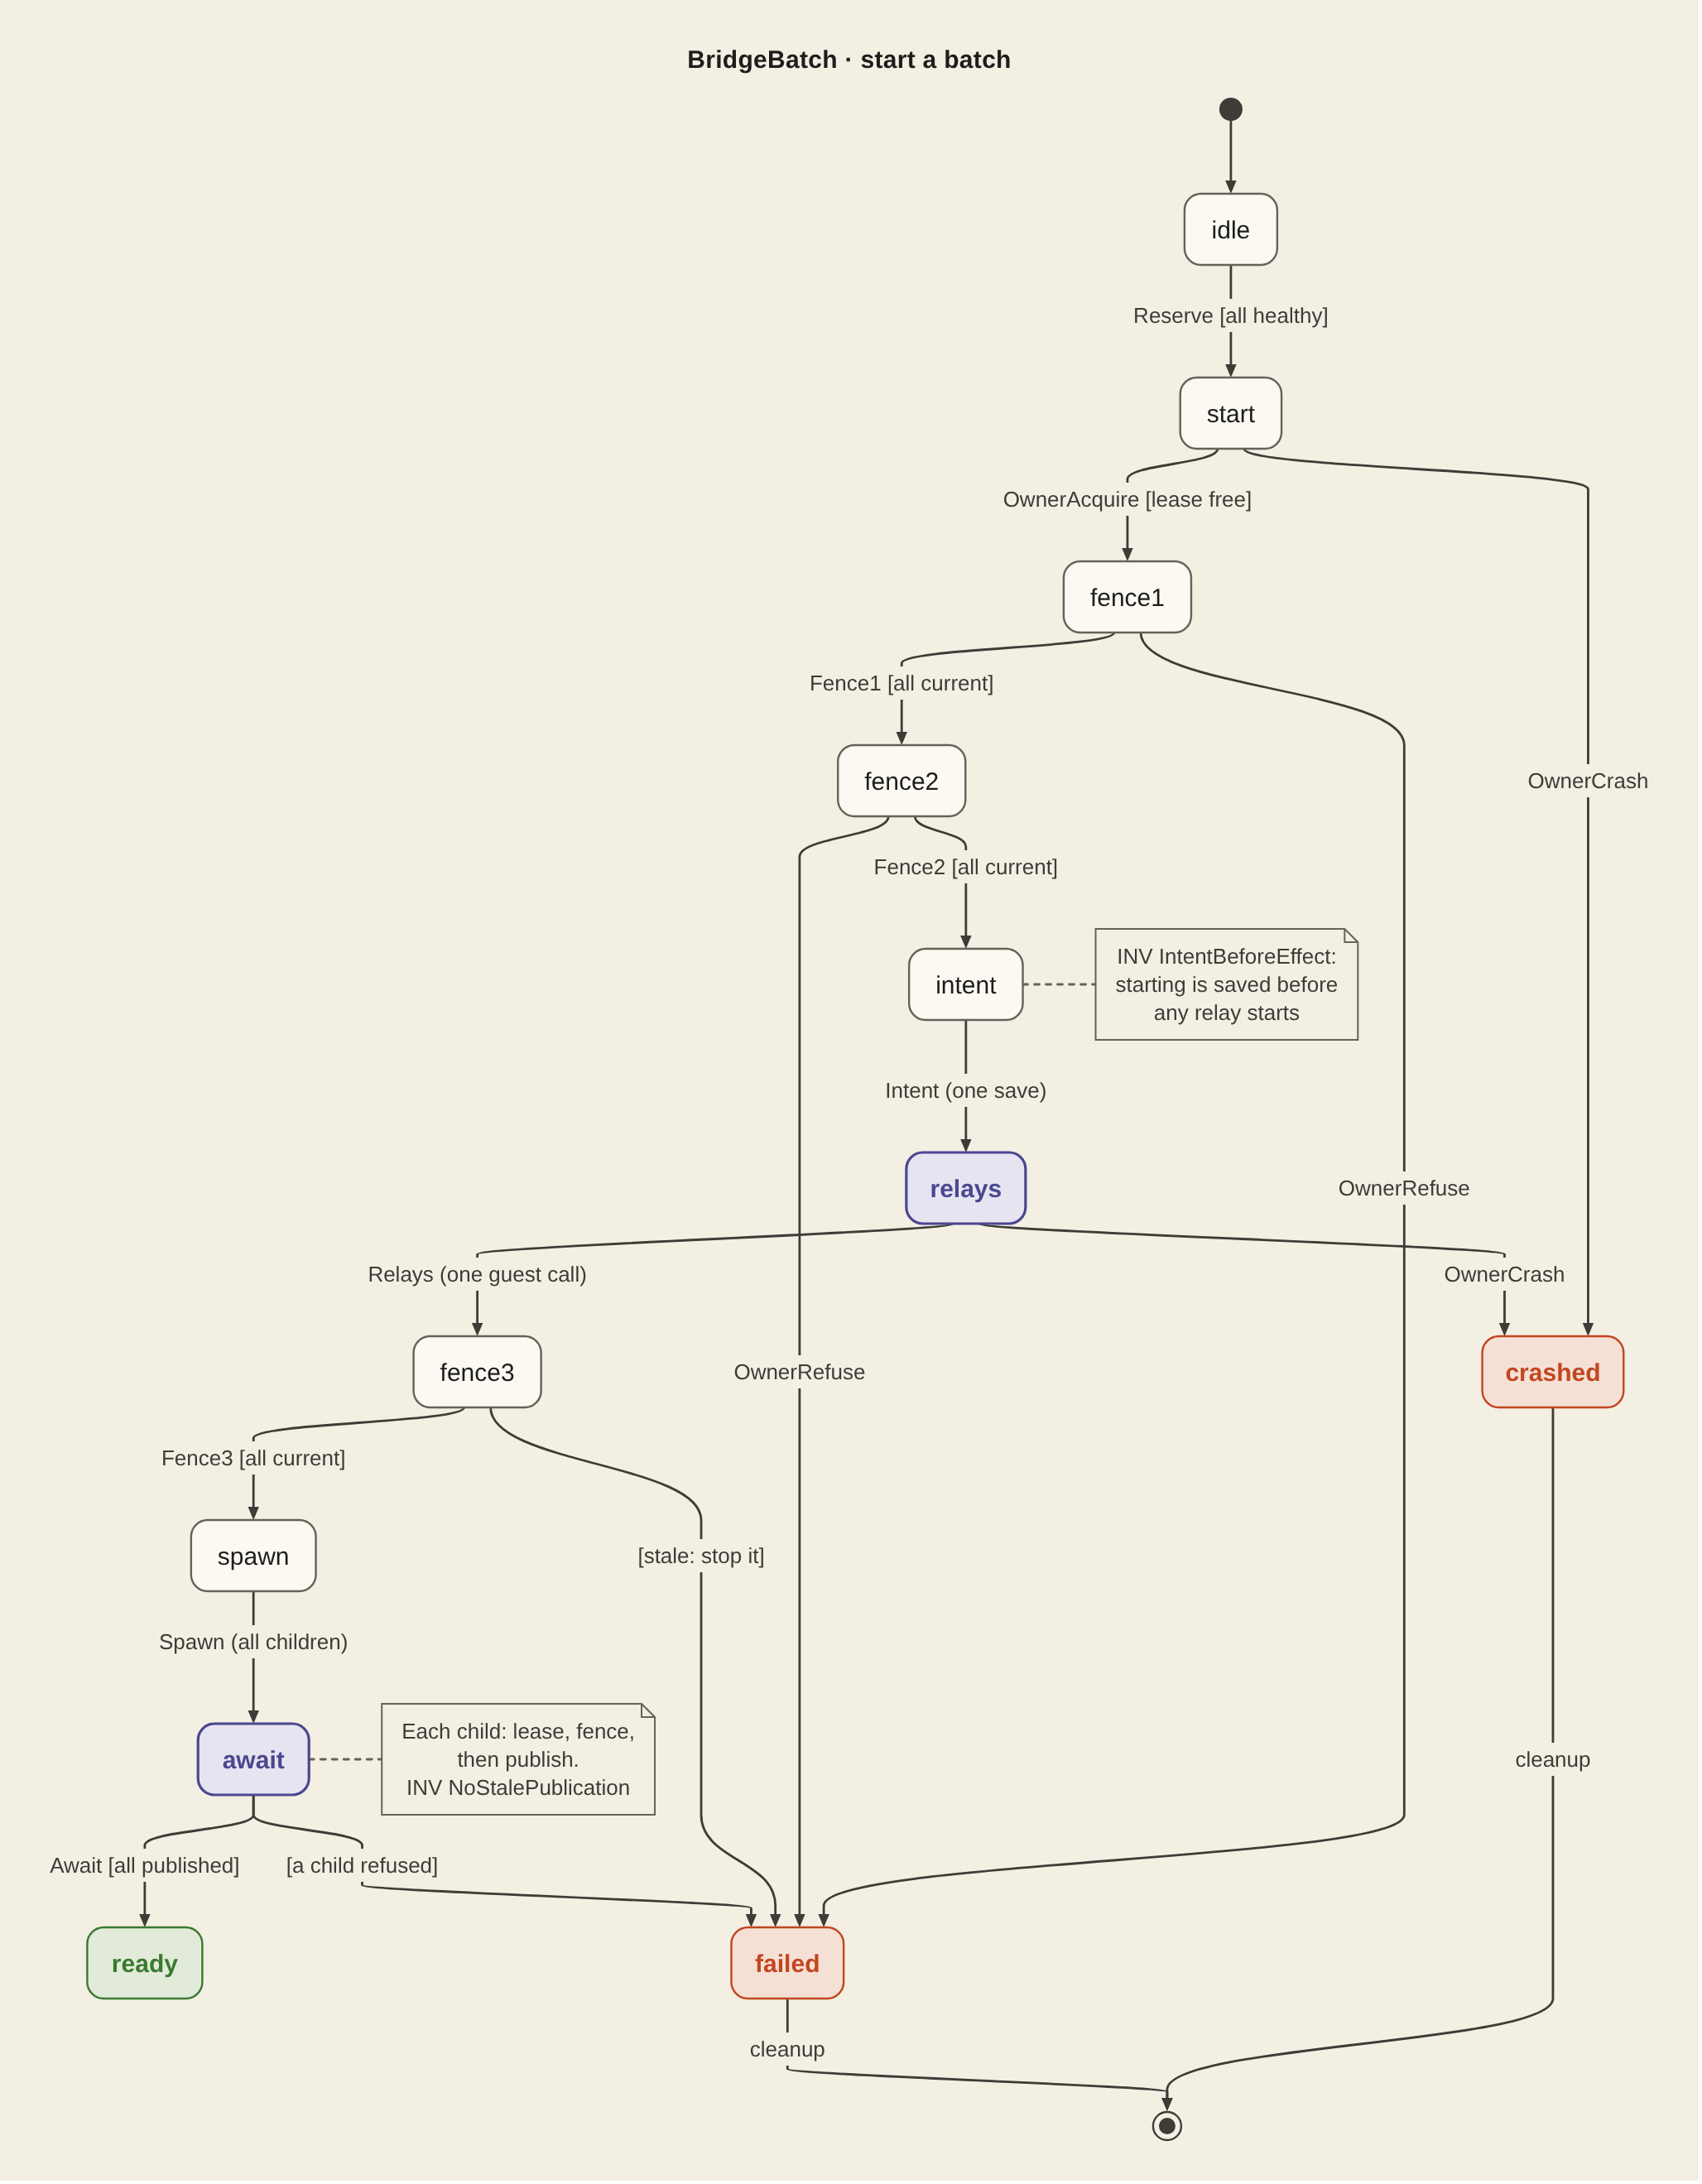 BridgeBatch · start a batch
idle
Reserve [all healthy]
start
OwnerAcquire [lease free]
fence1
Fence1 [all current]
fence2
OwnerCrash
Fence2 [all current]
INV IntentBeforeEffect:
starting is saved before
any relay starts
intent
Intent (one save)
relays
OwnerRefuse
Relays (one guest call)
OwnerCrash
fence3
OwnerRefuse
crashed
Fence3 [all current]
spawn
[stale: stop it]
Spawn (all children)
await
Each child: lease, fence,
then publish.
INV NoStalePublication
cleanup
Await [all published]
[a child refused]
ready
failed
cleanup